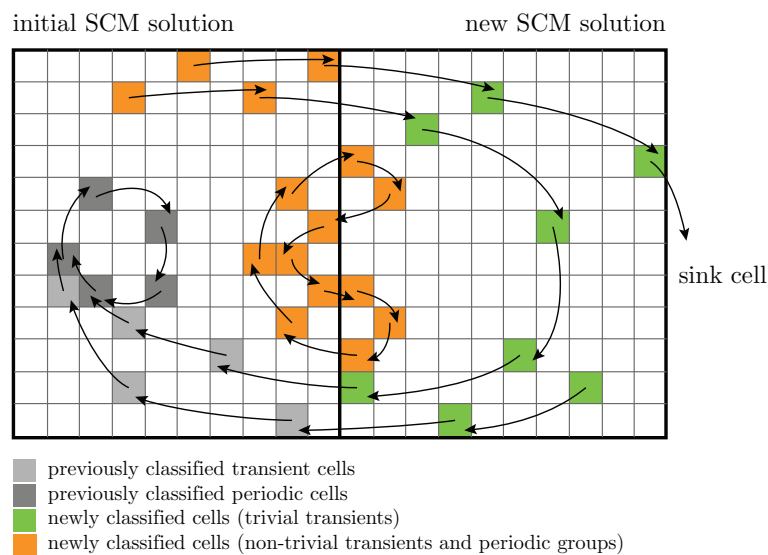 initial SCM solution
new SCM solution
sink cell
previously classified transient cells
previously classified periodic cells
newly classified cells (trivial transients)
newly classified cells (non-trivial transients and periodic groups)